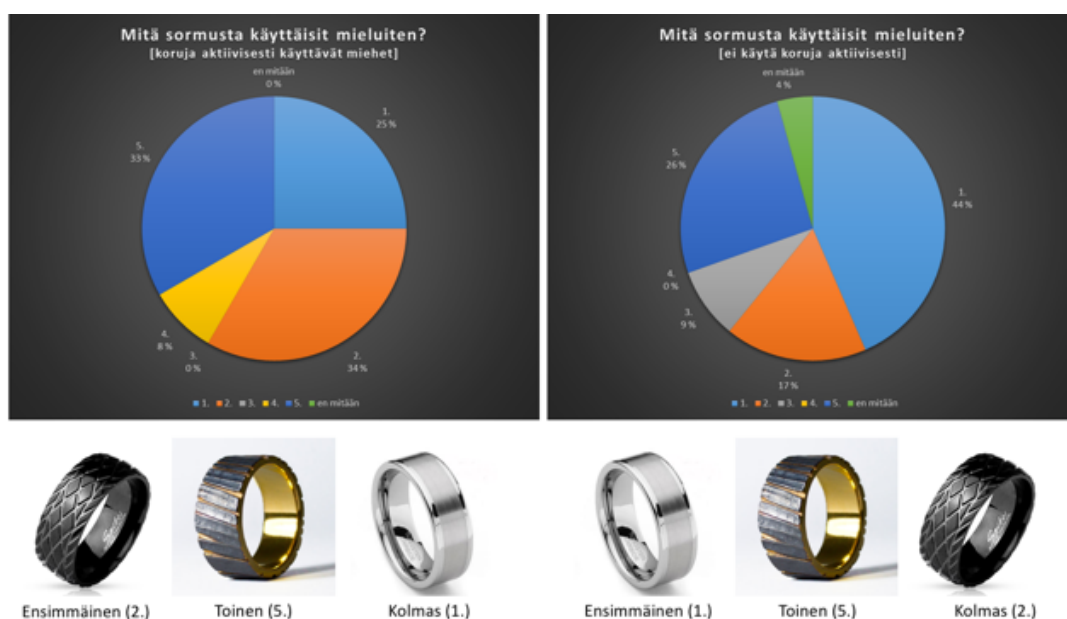 Mitä sormusta käyttäisit mieluiten?
[koruja aktiivisesti käyttävät miehet]
en mitään
0 %
1.
25 %
5.
33 %
4.
8 %
3.
0 %
2.
34 %
1. 2. 3. 4. 5. en mitään
Mitä sormusta käyttäisit mieluiten?
[ei käytä koruja aktiivisesti]
en mitään
4 %
5.
26 %
1.
44 %
4.
0 %
3.
9 %
2.
17 %
1. 2. 3. 4. 5. en mitään
Ensimmäinen (2.)
Toinen (5.)
Kolmas (1.)
Ensimmäinen (1.)
Toinen (5.)
Kolmas (2.)